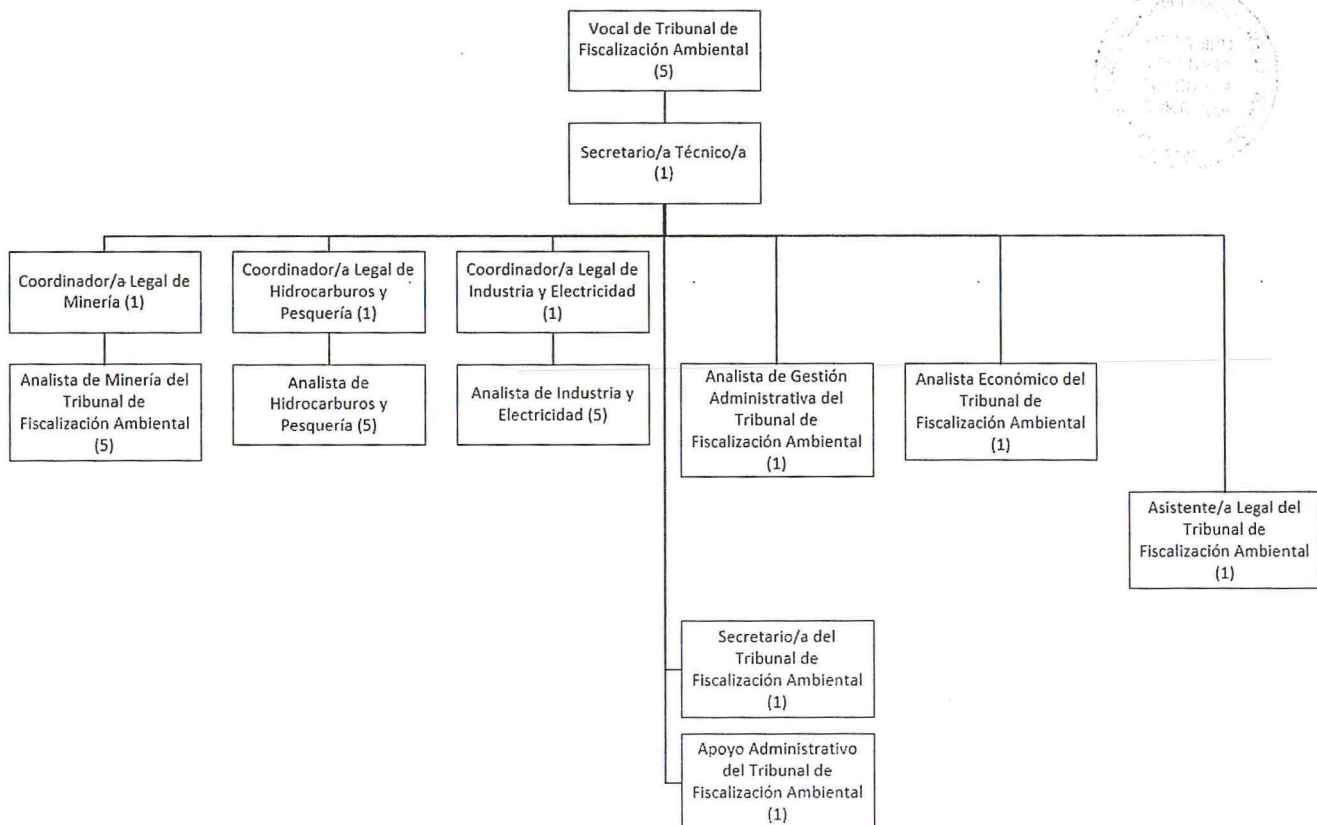 Vocal de Tribunal de
Fiscalización Ambiental
(5)
Secretario/a Técnico/a
(1)
Coordinador/a Legal de
Minería (1)
Coordinador/a Legal de
Hidrocarburos y
Pesquería (1)
Coordinador/a Legal de
Industria y Electricidad
(1)
Analista de Minería del
Tribunal de
Fiscalización Ambiental
(5)
Analista de
Hidrocarburos y
Pesquería (5)
Analista de Industria y
Electricidad (5)
Analista de Gestión
Administrativa del
Tribunal de
Fiscalización Ambiental
(1)
Analista Económico del
Tribunal de
Fiscalización Ambiental
(1)
Asistente/a Legal del
Tribunal de
Fiscalización Ambiental
(1)
Secretario/a del
Tribunal de
Fiscalización Ambiental
(1)
Apoyo Administrativo
del Tribunal de
Fiscalización Ambiental
(1)